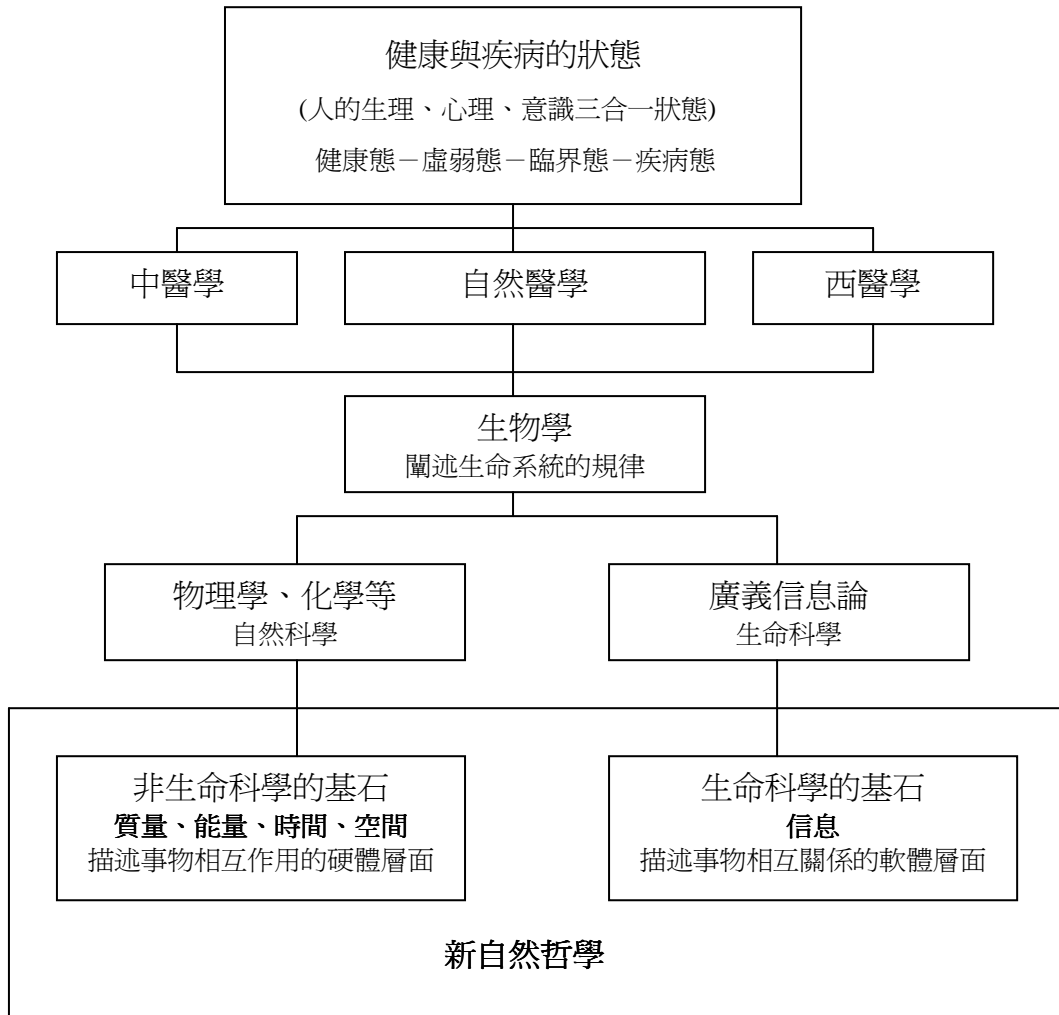 健康與疾病的狀態
(人的生理、心理、意識三合一狀態)
健康態－虛弱態－臨界態－疾病態
中醫學
自然醫學
西醫學
生物學
闡述生命系統的規律
物理學、化學等
自然科學
廣義信息論
生命科學
非生命科學的基石
質量、能量、時間、空間
描述事物相互作用的硬體層面
生命科學的基石
信息
描述事物相互關係的軟體層面
新自然哲學